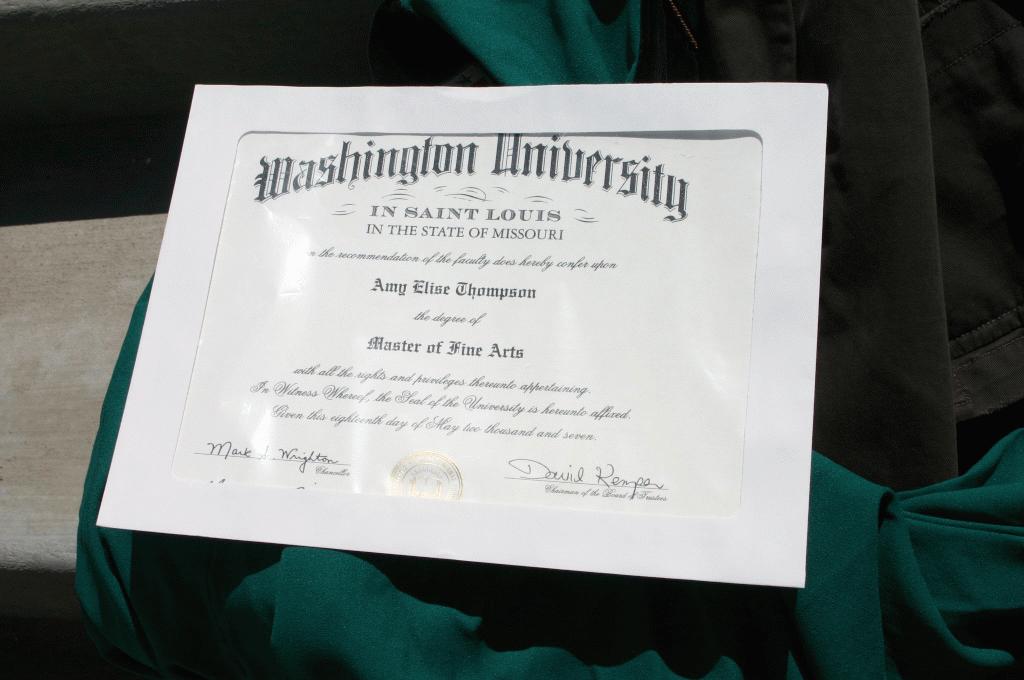 Washington University
IN SAINT LOUIS
IN THE STATE OF MISSOURI
n the recommendation of the faculty does hereby confer upon
Amy Elise Thompson
the degree of
Master of Fine Arts
with all the rights and privileges thereunto appertaining.
In Witness Whereof, the Seal of the University is hereunto affixed.
Given this eighteenth day of May two thousand and seven.
Mark S. Wrighton
Chancellor
David Kemper
Chairman of the Board of Trustees